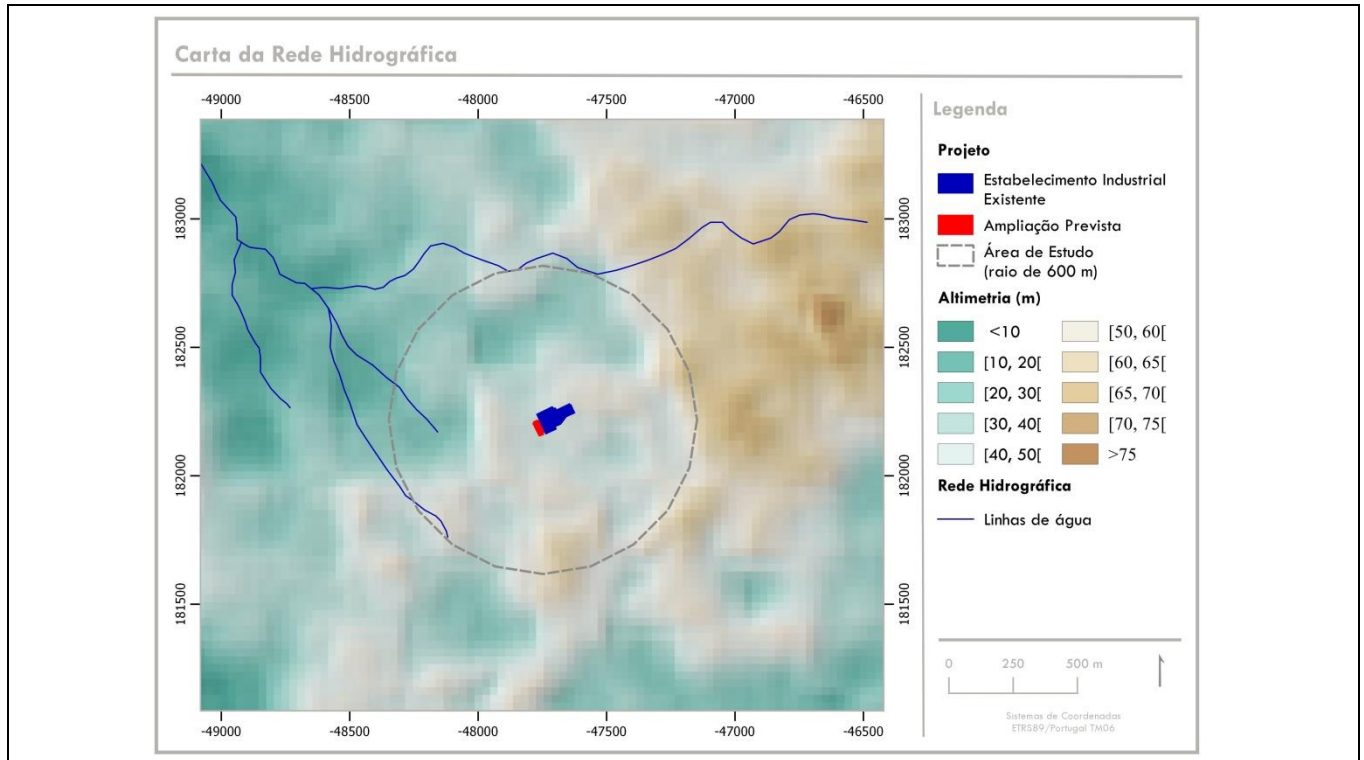 Carta da Rede Hidrográfica
-49000 -48500 -48000 -47500 -47000 -46500
183000 183000
182500 182500
182000 182000
181500 181500
-49000 -48500 -48000 -47500 -47000 -46500
Legenda
Projeto
Estabelecimento Industrial
Existente
Ampliação Prevista
Área de Estudo
(raio de 600 m)
Altimetria (m)
<10 [50, 60[
[10, 20[ [60, 65[
[20, 30[ [65, 70[
[30, 40[ [70, 75[
[40, 50[ >75
Rede Hidrográfica
Linhas de água
0 250 500 m
Sistemas de Coordenadas
ETRS89/Portugal TM06